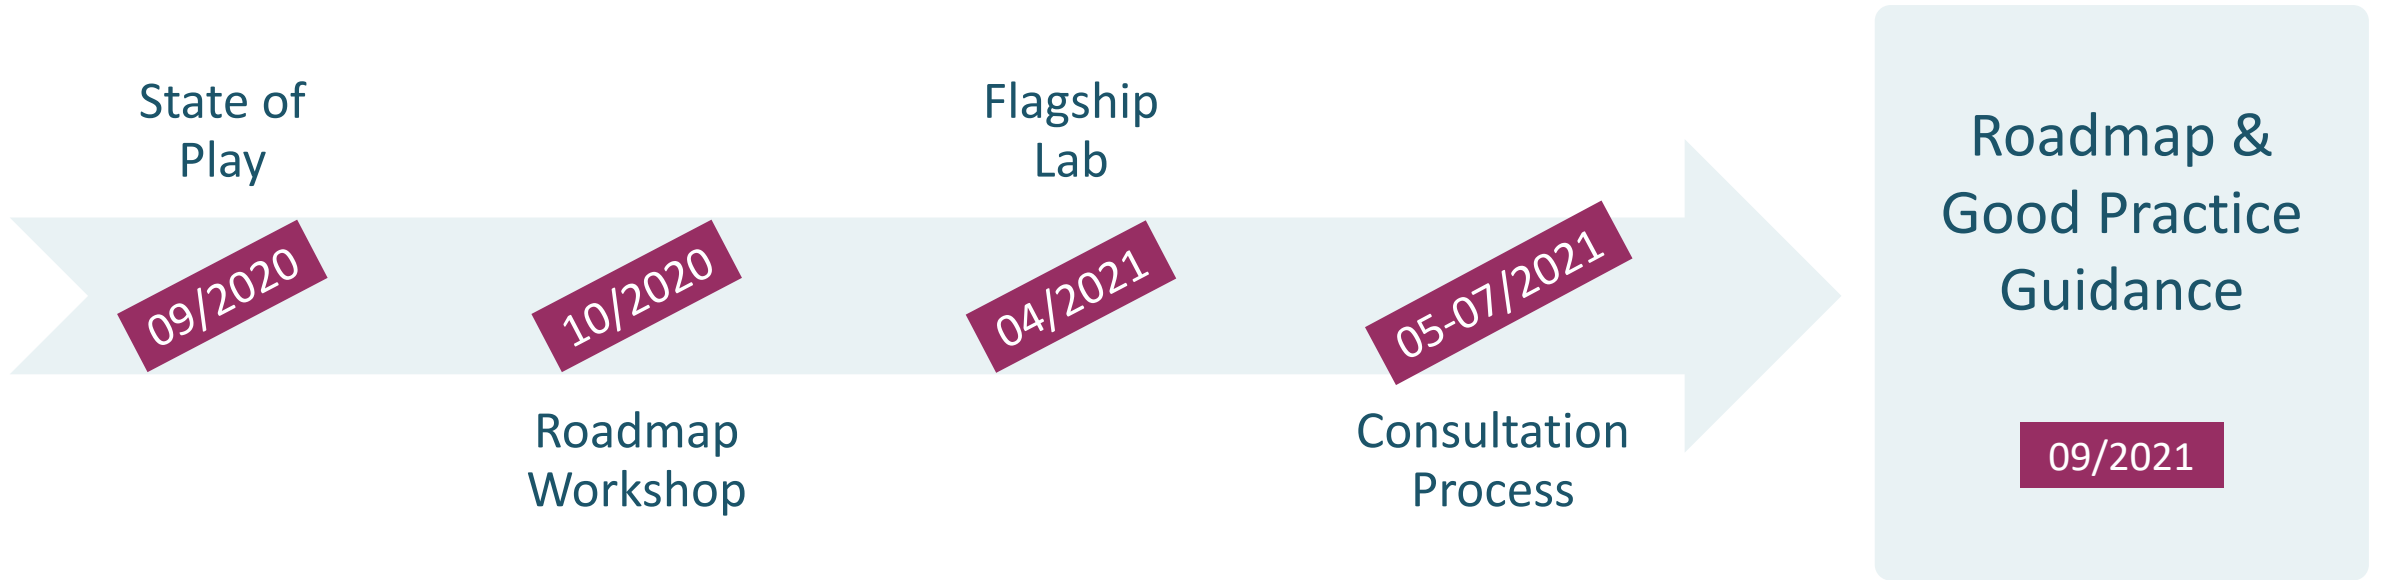 State of
Play
09/2020
10/2020
Roadmap
Workshop
Flagship
Lab
04/2021
05-07/2021
Consultation
Process
Roadmap &
Good Practice
Guidance
09/2021